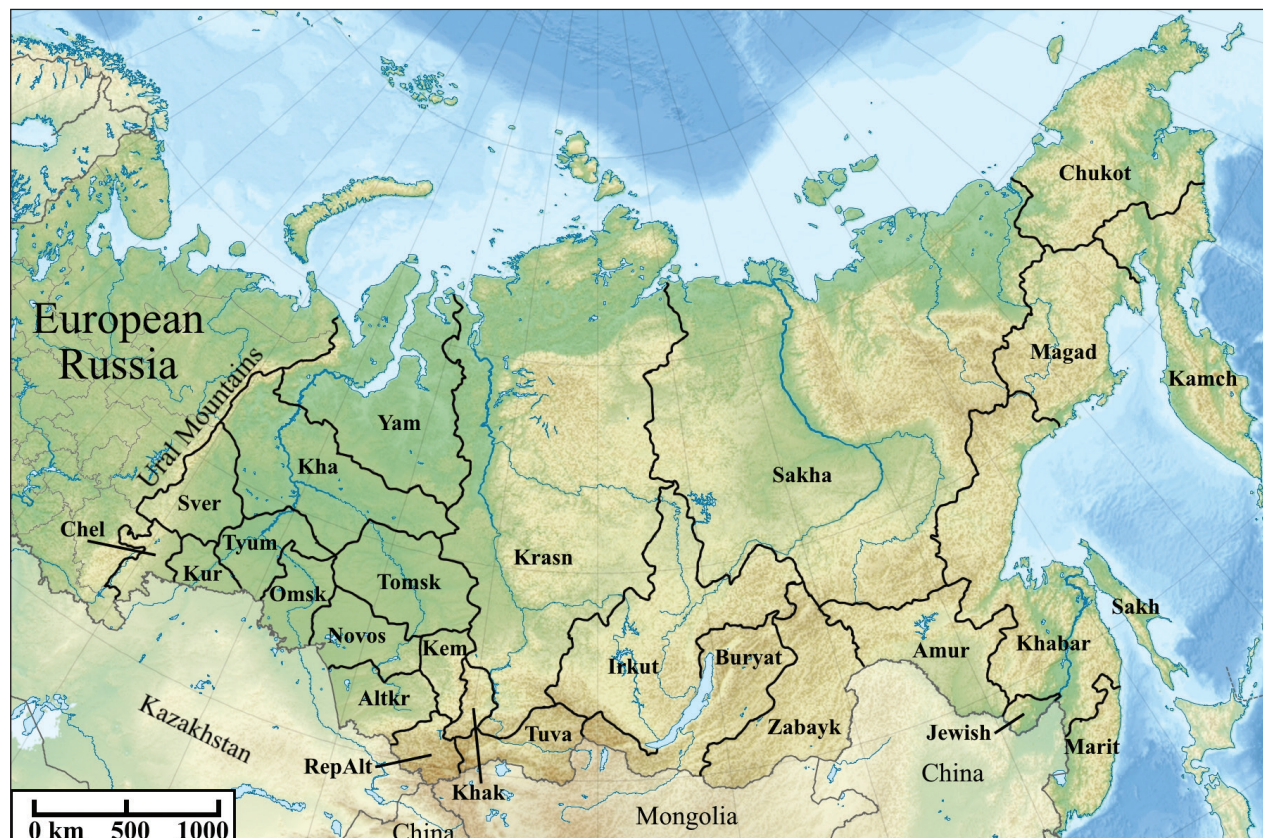 Chukot
European
Russia
Ural Mountains
Magad
Kamch
Yam
Kha
Sakha
Sver
Chel
Tyum
Krasn
Kur
Omsk
Tomsk
Sakh
Novos
Kem
Irkut
Buryat
Amur
Khabar
Altkr
Kazakhstan
Tuva
Zabayk
Jewish
Marit
RepAlt
Khak
China
Mongolia
China
0 km 500 1000